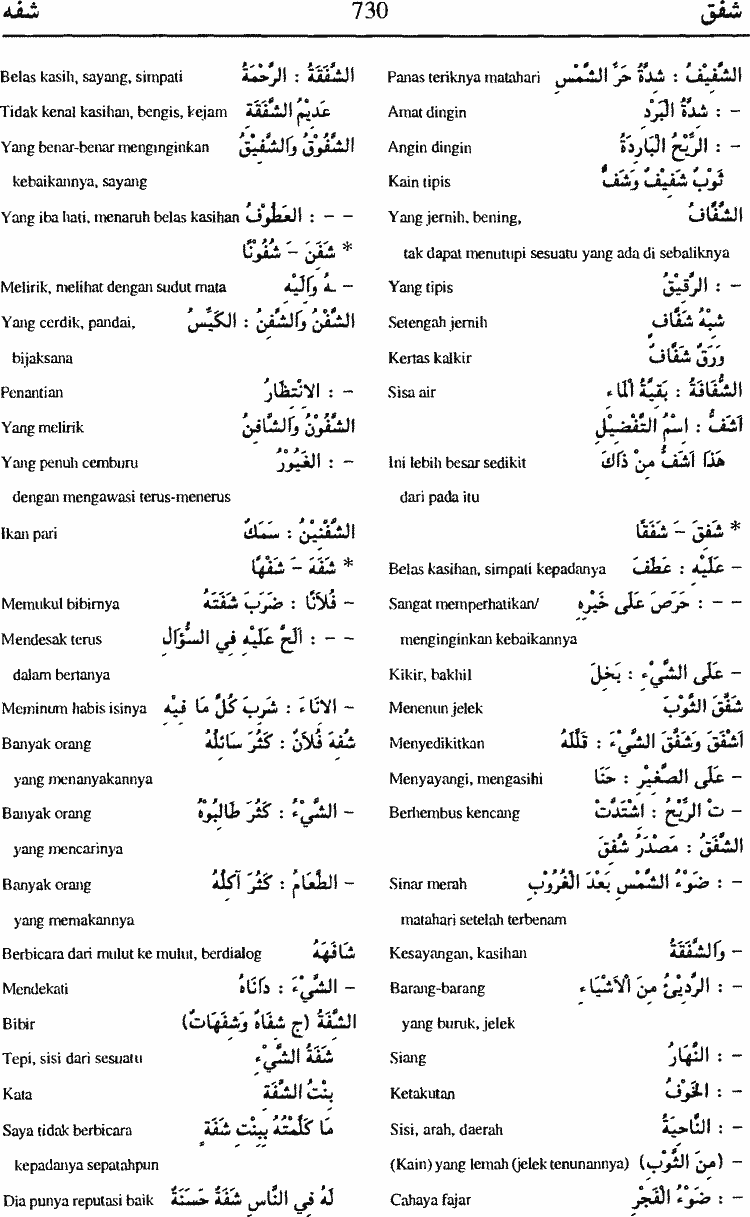 شفق 730 شفه
الشَّفِيْفُ : شِدَّةُ حَرِّ الشَّمْسِ Panas teriknya matahari
- : شِدَّةُ البَرْدِ Amat dingin
- : الرِّيْحُ الْبَارِدَةُ Angin dingin
ثَوْبٌ شَفِيْفٌ وَشَفٌّ Kain tipis
الشَّفَّافُ Yang jernih, bening,
tak dapat menutupi sesuatu yang ada di sebaliknya
- : الرَّقِيْقُ Yang tipis
شِبْهُ شَفَّافٍ Setengah jernih
وَرَقٌ شَفَّافٌ Kertas kalkir
الشُّفَافَةُ : بَقِيَّةُ الْمَاءِ Sisa air
اَشَفُّ : اِسْمُ التَّفْضِيْلِ
هَذَا اَشَفُّ مِنْ ذَاكَ Ini lebih besar sedikit
dari pada itu
* شَفِقَ - شَفَقًا
- عَلَيْهِ : عَطَفَ Belas kasihan, simpati kepadanya
- - : حَرَصَ عَلَى خَيْرِهِ Sangat memperhatikan/
menginginkan kebaikannya
- عَلَى الشَّيْءِ : بَخِلَ Kikir, bakhil
شَفَّقَ الثَّوْبَ Menenun jelek
اَشْفَقَ وَشَفَّقَ الشَّيْءَ : قَلَّلَهُ Menyedikitkan
- عَلَى الصَّغِيْرِ : حَنَا Menyayangi, mengasihi
- تْ الرِّيْحُ : اشْتَدَّتْ Berhembus kencang
الشَّفَقُ : مَصْدَرُ شَفِقَ
- : ضَوْءُ الشَّمْسِ بَعْدَ الْغُرُوْبِ Sinar merah
matahari setelah terbenam
- وَالشَّفَقَةُ Kesayangan, kasihan
- : الرَّدِيْئُ مِنَ الْاَشْيَاءِ Barang-barang
yang buruk, jelek
- : النَّهَارُ Siang
- : الخَوْفُ Ketakutan
- : النَّاحِيَةُ Sisi, arah, daerah
- (مِنَ الثَّوْبِ) (Kain) yang lemah (jelek tenunannya)
- : ضَوْءُ الفَجْرِ Cahaya fajar
الشَّفَقَةُ : الرَّحْمَةُ Belas kasih, sayang, simpati
عَدِيْمُ الشَّفَقَةِ Tidak kenal kasihan, bengis, kejam
الشَّفُوْقُ وَالشَّفِيْقُ Yang benar-benar menginginkan
kebaikannya, sayang
- - : العَطُوْفُ Yang iba hati, menaruh belas kasihan
* شَفَنَ - شُفُوْنًا
- ـهُ وَاِلَيْهِ Melirik, melihat dengan sudut mata
الشَّفْنُ وَالشَّفِنُ : الكَيِّسُ Yang cerdik, pandai,
bijaksana
- : الاِنْتِظَارُ Penantian
الشَّفُوْنُ وَالشَّافِنُ Yang melirik
- : الغَيُوْرُ Yang penuh cemburu
dengan mengawasi terus-menerus
الشِّفْنِيْنُ : سَمَكٌ Ikan pari
* شَفَهَ - شَفْهًا
- فُلاَنًا : ضَرَبَ شَفَتَهُ Memukul bibirnya
- - : اَلَحَّ عَلَيْهِ فِي السُّؤَالِ Mendesak terus
dalam bertanya
- الاِنَاءَ : شَرِبَ كُلَّ مَا فِيْهِ Meminum habis isinya
شُفِهَ فُلاَنٌ : كَثُرَ سَائِلُهُ Banyak orang
yang menanyakannya
- الشَّيْءُ : كَثُرَ طَالِبُوْهُ Banyak orang
yang mencarinya
- الطَّعَامُ : كَثُرَ آكِلُهُ Banyak orang
yang memakannya
شَافَهَهُ Berbicara dari mulut ke mulut, berdialog
- الشَّيْءَ : دَانَاهُ Mendekati
الشَّفَةُ (ج شِفَاهٌ وَشَفَهَاتٌ) Bibir
شَفَةُ الشَّيْءِ Tepi, sisi dari sesuatu
بِنْتُ الشَّفَةِ Kata
مَا كَلَّمْتُهُ بِبِنْتِ شَفَةٍ Saya tidak berbicara
kepadanya sepatahpun
لَهُ فِي النَّاسِ شَفَةٌ حَسَنَةٌ Dia punya reputasi baik